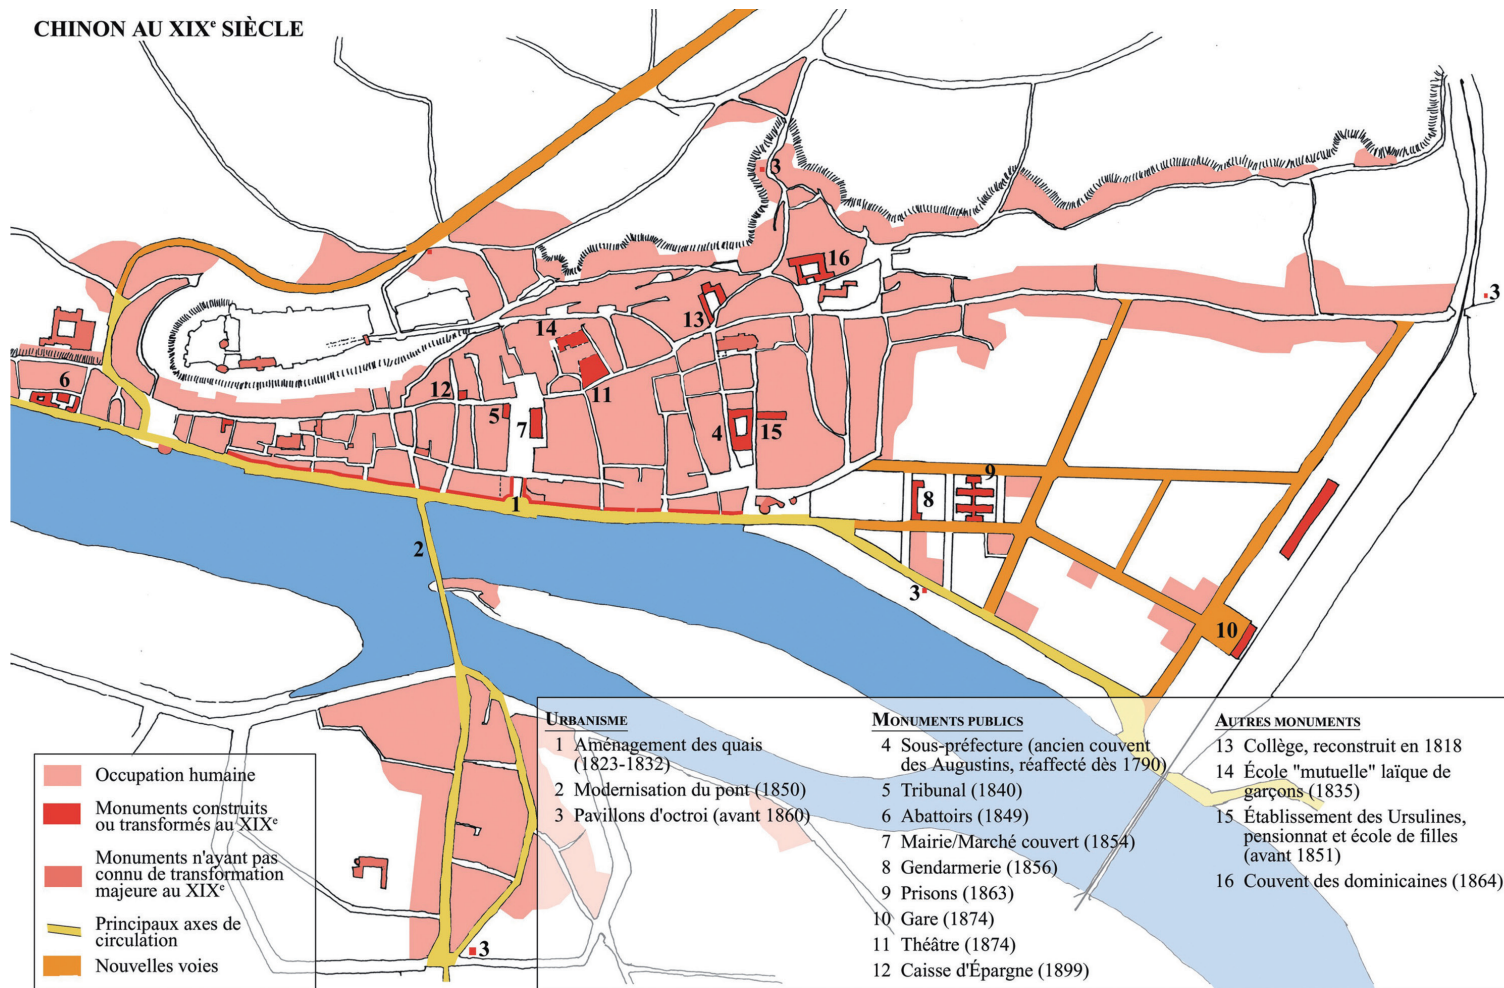 CHINON AU XIXe SIÈCLE
3
16
3
13
14
6
12
11
5
7
4
15
9
8
1
2
3
10
3
Occupation humaine
Monuments construits
ou transformés au XIXe
Monuments n'ayant pas
connu de transformation
majeure au XIXe
Principaux axes de
circulation
Nouvelles voies
URBANISME
1 Aménagement des quais
(1823-1832)
2 Modernisation du pont (1850)
3 Pavillons d'octroi (avant 1860)
MONUMENTS PUBLICS
4 Sous-préfecture (ancien couvent
des Augustins, réaffecté dès 1790)
5 Tribunal (1840)
6 Abattoirs (1849)
7 Mairie/Marché couvert (1854)
8 Gendarmerie (1856)
9 Prisons (1863)
10 Gare (1874)
11 Théâtre (1874)
12 Caisse d'Épargne (1899)
AUTRES MONUMENTS
13 Collège, reconstruit en 1818
14 École "mutuelle" laïque de
garçons (1835)
15 Établissement des Ursulines,
pensionnat et école de filles
(avant 1851)
16 Couvent des dominicaines (1864)